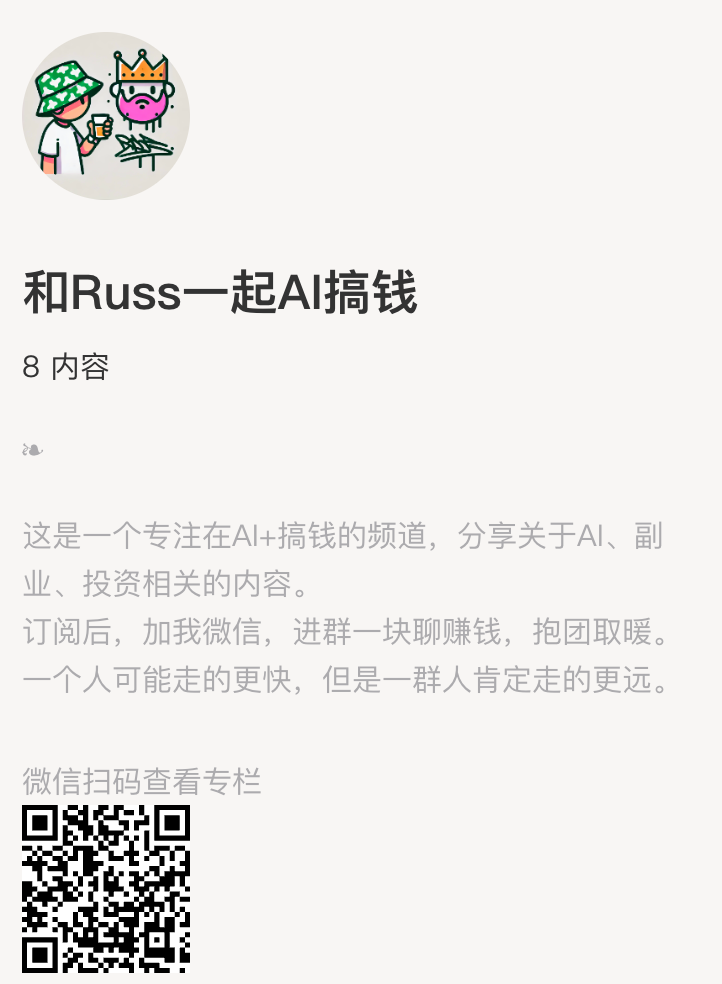 和Russ一起AI搞钱
8 内容
❧
这是一个专注在AI+搞钱的频道，分享关于AI、副
业、投资相关的内容。
订阅后，加我微信，进群一块聊赚钱，抱团取暖。
一个人可能走的更快，但是一群人肯定走的更远。
微信扫码查看专栏